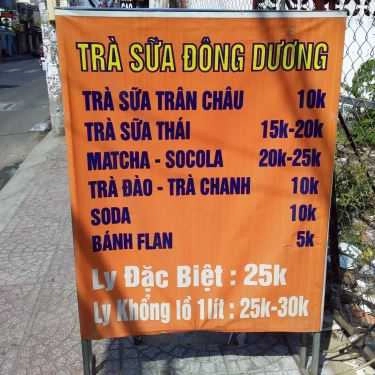 TRÀ SỮA ĐÔNG DƯƠNG
TRÀ SỮA TRÂN CHÂU 10k
TRÀ SỮA THÁI 15k-20k
MATCHA - SOCOLA 20k-25k
TRÀ ĐÀO - TRÀ CHANH 10k
SODA 10k
BÁNH FLAN 5k
Ly Đặc Biệt : 25k
Ly Khổng lồ 1lít : 25k-30k